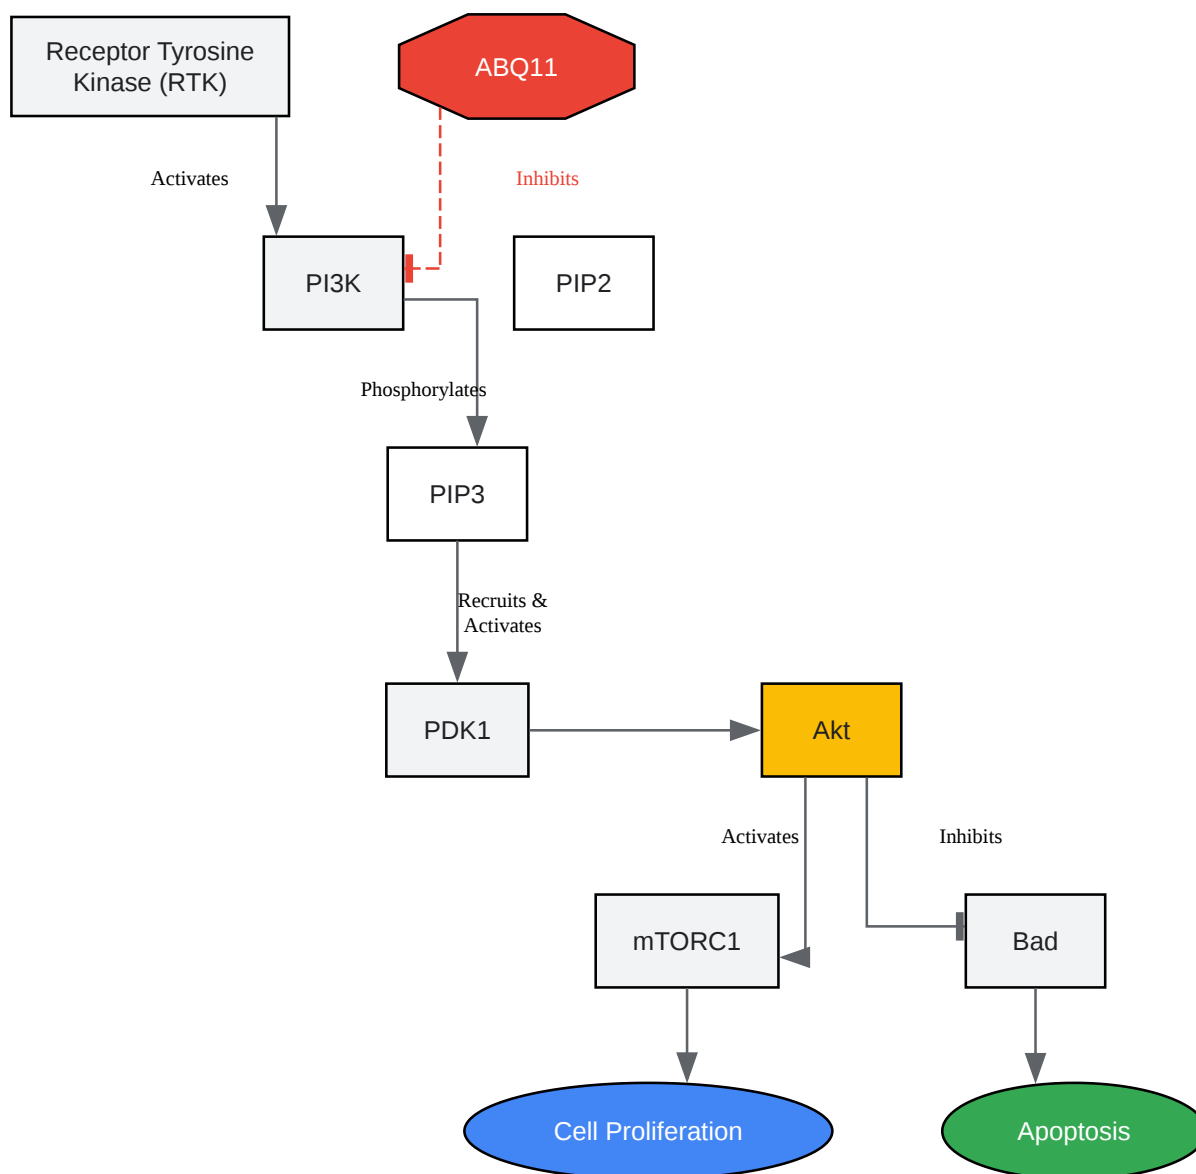 Receptor Tyrosine
Kinase (RTK)
ABQ11
Activates
Inhibits
PI3K
PIP2
Phosphorylates
PIP3
Recruits &
Activates
PDK1
Akt
Activates
Inhibits
mTORC1
Bad
Cell Proliferation
Apoptosis